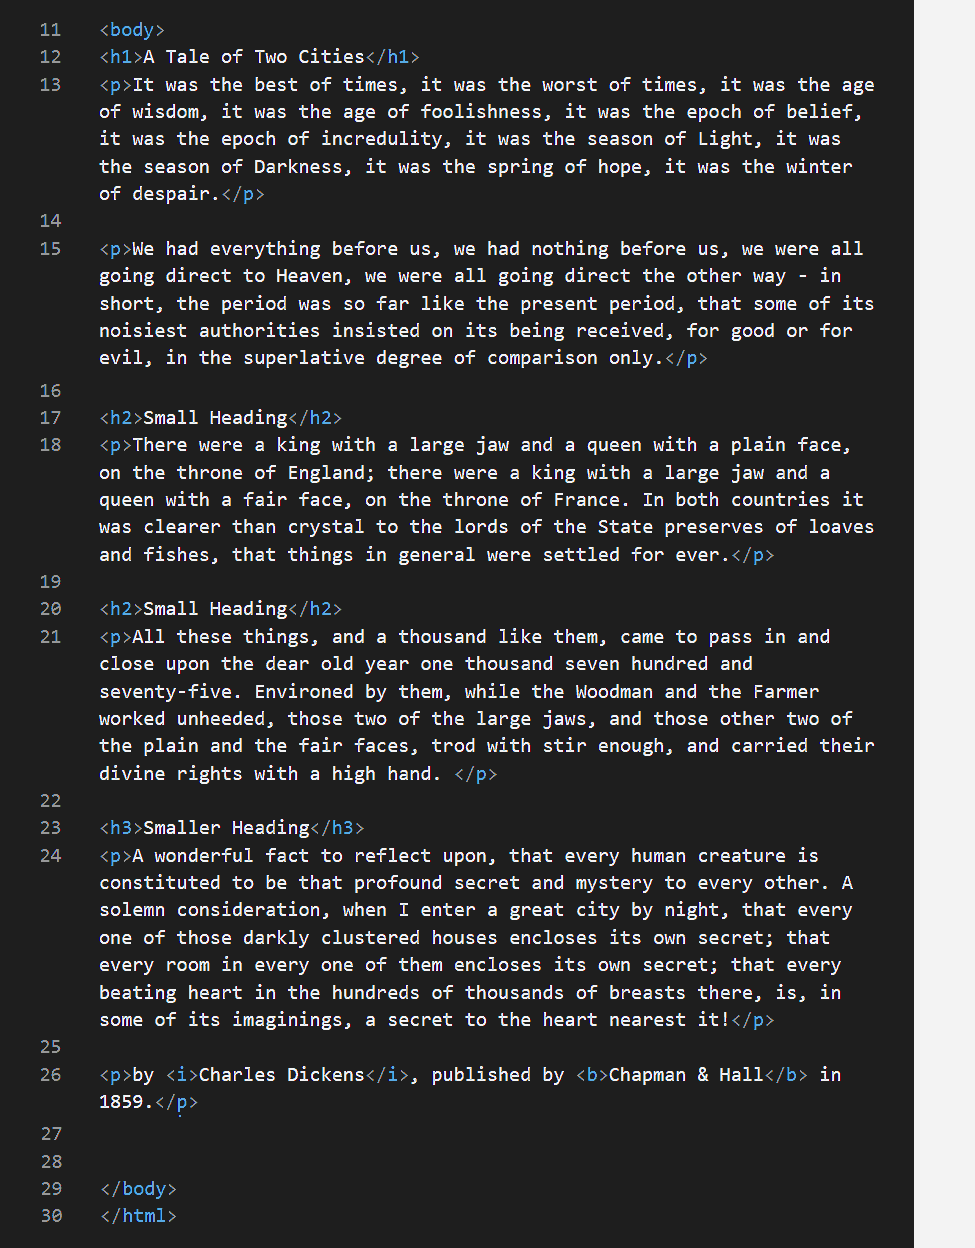 11 <body>
12 <h1>A Tale of Two Cities</h1>
13 <p>It was the best of times, it was the worst of times, it was the age
of wisdom, it was the age of foolishness, it was the epoch of belief,
it was the epoch of incredulity, it was the season of Light, it was
the season of Darkness, it was the spring of hope, it was the winter
of despair.</p>
14
15 <p>We had everything before us, we had nothing before us, we were all
going direct to Heaven, we were all going direct the other way - in
short, the period was so far like the present period, that some of its
noisiest authorities insisted on its being received, for good or for
evil, in the superlative degree of comparison only.</p>
16
17 <h2>Small Heading</h2>
18 <p>There were a king with a large jaw and a queen with a plain face,
on the throne of England; there were a king with a large jaw and a
queen with a fair face, on the throne of France. In both countries it
was clearer than crystal to the lords of the State preserves of loaves
and fishes, that things in general were settled for ever.</p>
19
20 <h2>Small Heading</h2>
21 <p>All these things, and a thousand like them, came to pass in and
close upon the dear old year one thousand seven hundred and
seventy-five. Environed by them, while the Woodman and the Farmer
worked unheeded, those two of the large jaws, and those other two of
the plain and the fair faces, trod with stir enough, and carried their
divine rights with a high hand. </p>
22
23 <h3>Smaller Heading</h3>
24 <p>A wonderful fact to reflect upon, that every human creature is
constituted to be that profound secret and mystery to every other. A
solemn consideration, when I enter a great city by night, that every
one of those darkly clustered houses encloses its own secret; that
every room in every one of them encloses its own secret; that every
beating heart in the hundreds of thousands of breasts there, is, in
some of its imaginings, a secret to the heart nearest it!</p>
25
26 <p>by <i>Charles Dickens</i>, published by <b>Chapman & Hall</b> in
1859.</p>
27
28
29 </body>
30 </html>